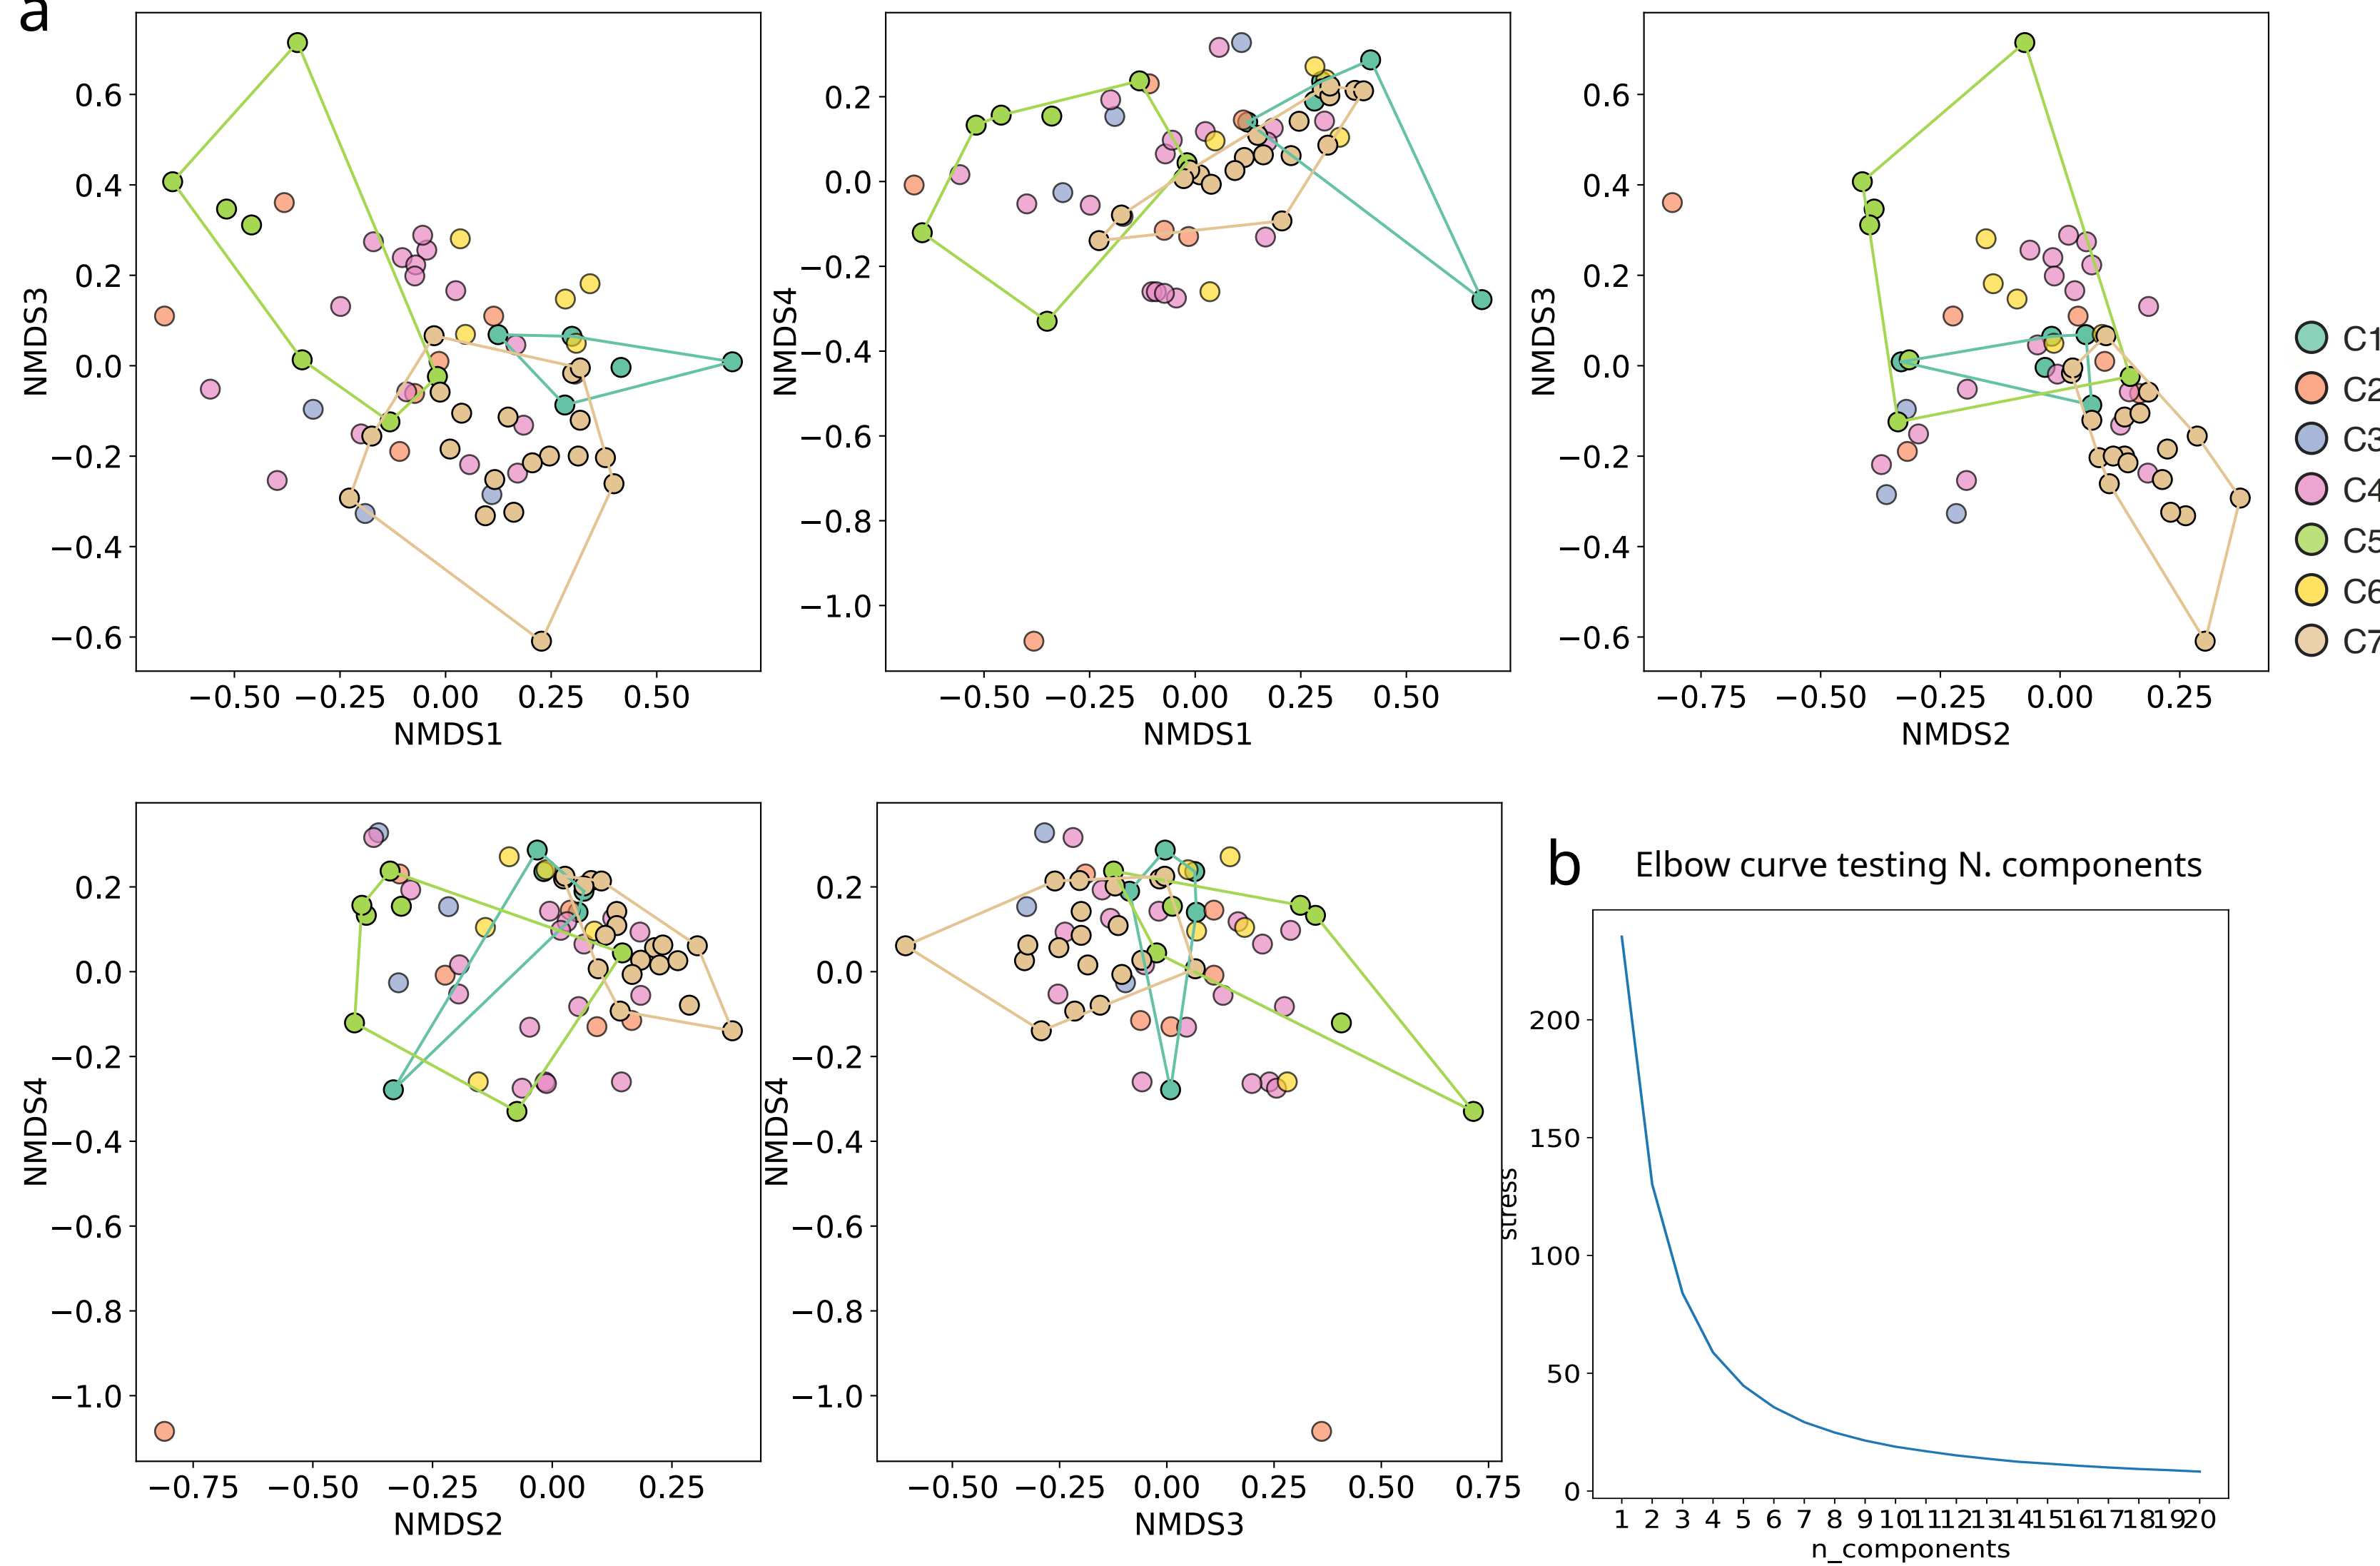 a
0.6
0.4
0.2
0.0
−0.2
−0.4
−0.6
NMDS3
−0.50 −0.25 0.00 0.25 0.50
NMDS1
0.2
0.0
−0.2
−0.4
−0.6
−0.8
−1.0
NMDS4
−0.50 −0.25 0.00 0.25 0.50
NMDS1
0.6
0.4
0.2
0.0
−0.2
−0.4
−0.6
NMDS3
−0.75 −0.50 −0.25 0.00 0.25
NMDS2
C1
C2
C3
C4
C5
C6
C7
0.2
0.0
−0.2
−0.4
−0.6
−0.8
−1.0
NMDS4
−0.75 −0.50 −0.25 0.00 0.25
NMDS2
0.2
0.0
−0.2
−0.4
−0.6
−0.8
−1.0
NMDS4
−0.50 −0.25 0.00 0.25 0.50 0.75
NMDS3
b
Elbow curve testing N. components
200
150
100
50
0
stress
1 2 3 4 5 6 7 8 9 10 11 12 13 14 15 16 17 18 19 20
n_components